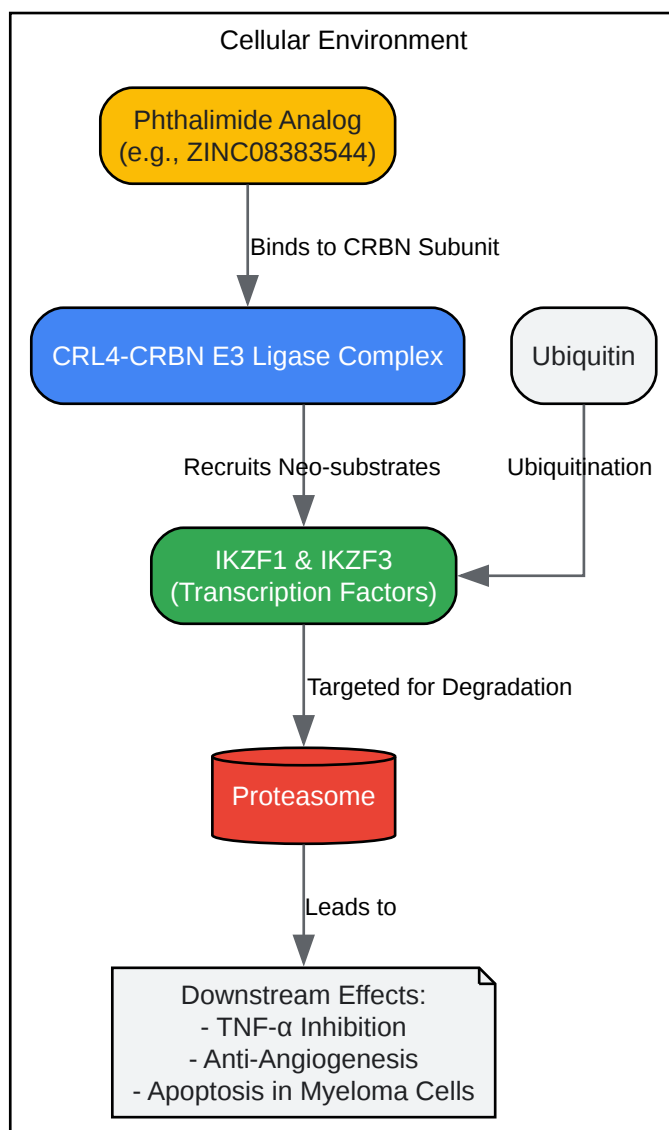 Cellular Environment
Phthalimide Analog
(e.g., ZINC08383544)
Binds to CRBN Subunit
CRL4-CRBN E3 Ligase Complex
Ubiquitin
Recruits Neo-substrates
Ubiquitination
IKZF1 & IKZF3
(Transcription Factors)
Targeted for Degradation
Proteasome
Leads to
Downstream Effects:
- TNF-α Inhibition
- Anti-Angiogenesis
- Apoptosis in Myeloma Cells